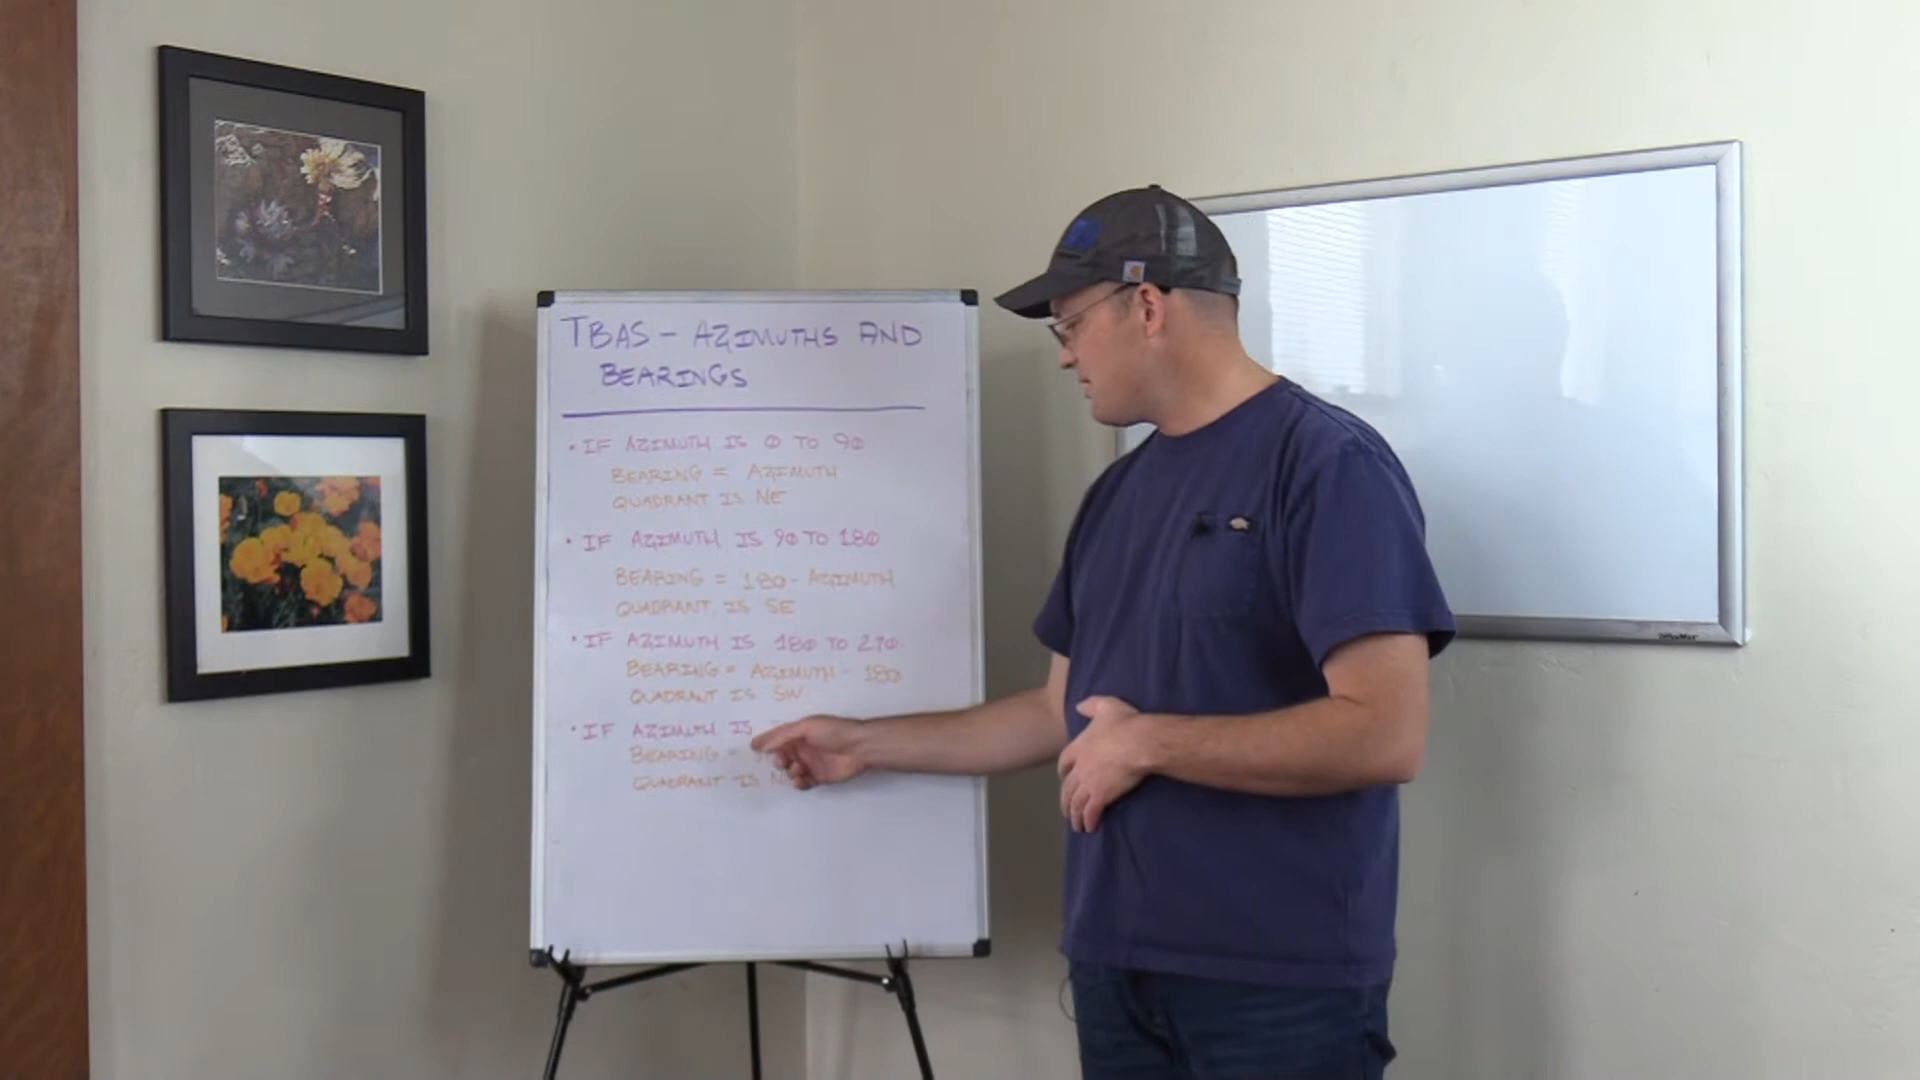 TBAS - AZIMUTHS AND
BEARINGS
• IF AZIMUTH IS 0 TO 90
BEARING = AZIMUTH
QUADRANT IS NE
• IF AZIMUTH IS 90 TO 180
BEARING = 180 - AZIMUTH
QUADRANT IS SE
• IF AZIMUTH IS 180 TO 270
BEARING = AZIMUTH - 180
QUADRANT IS SW
• IF AZIMUTH IS
BEARING =
QUADRANT IS N
OfficeMax